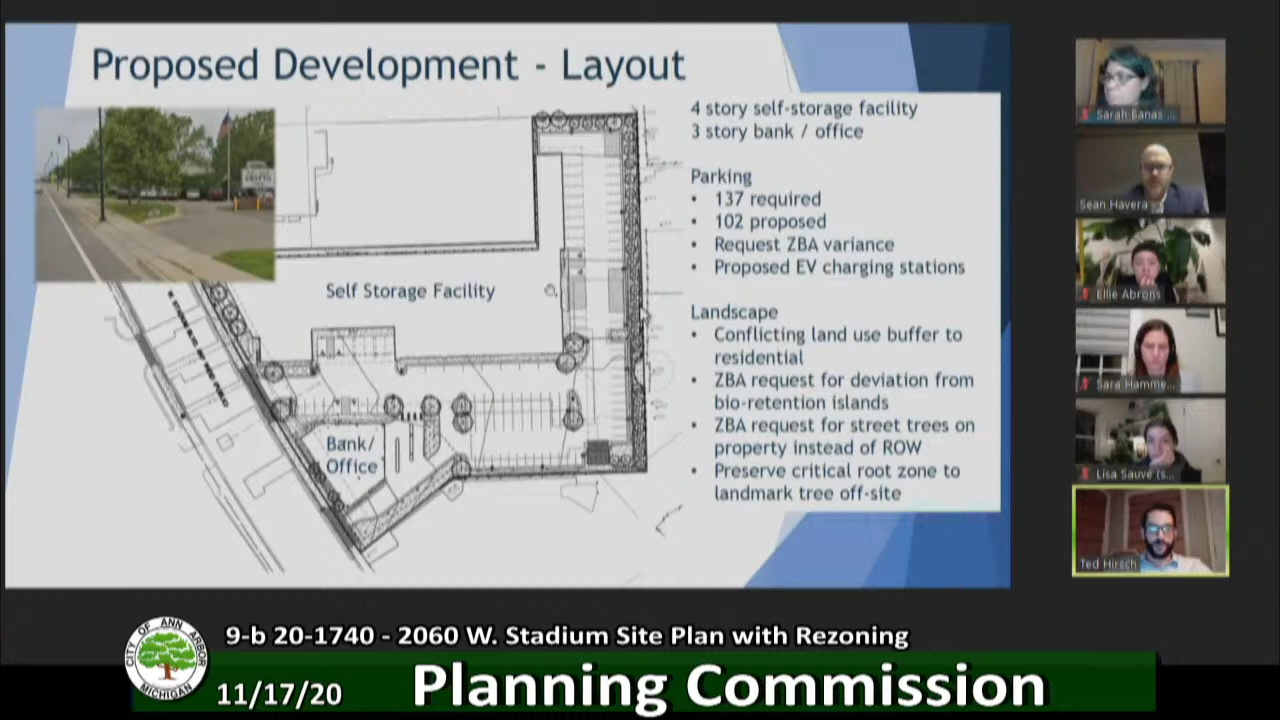 Proposed Development - Layout
4 story self-storage facility
3 story bank / office
Parking
• 137 required
• 102 proposed
• Request ZBA variance
• Proposed EV charging stations
Landscape
• Conflicting land use buffer to
residential
• ZBA request for deviation from
bio-retention islands
• ZBA request for street trees on
property instead of ROW
• Preserve critical root zone to
landmark tree off-site
Self Storage Facility
Bank/
Office
Sarah Banas ...
Sean Havera
Ellie Abrons
Sara Hamme...
Lisa Sauve (s...
Ted Hirsch
CITY OF ANN ARBOR
MICHIGAN
9-b 20-1740 - 2060 W. Stadium Site Plan with Rezoning
11/17/20
Planning Commission